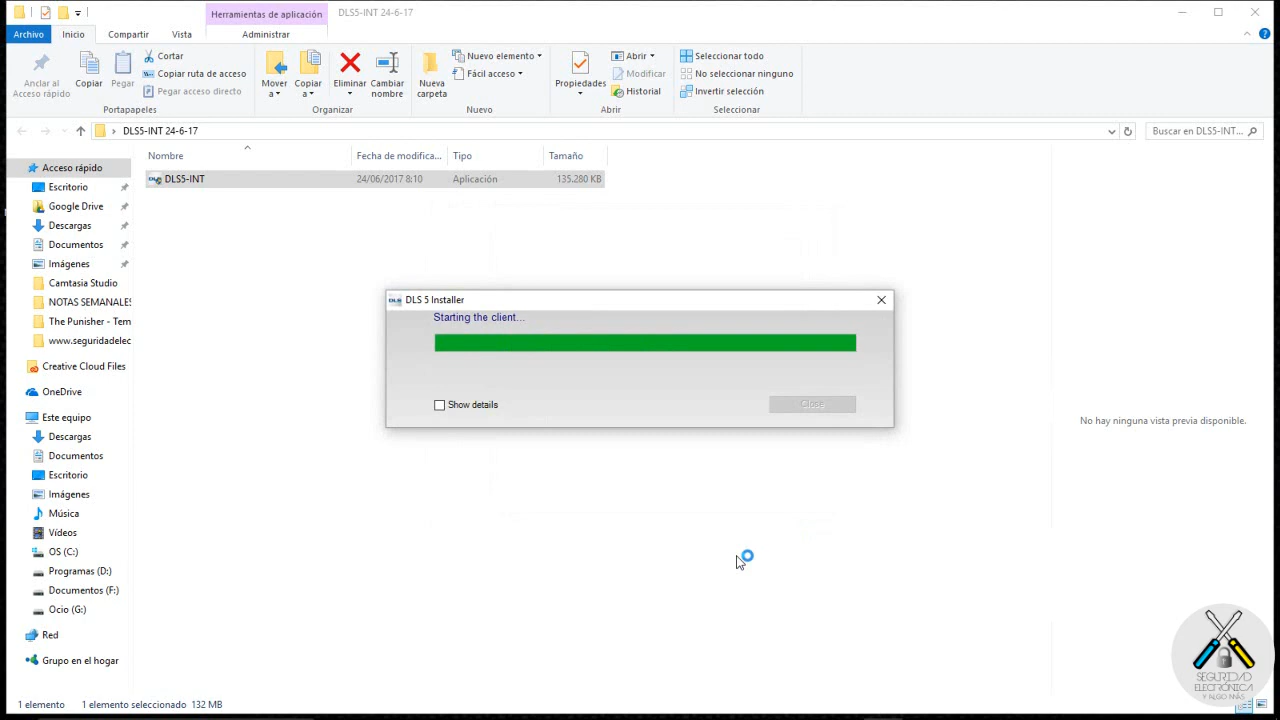 Herramientas de aplicación
DLS5-INT 24-6-17
Archivo
Inicio
Compartir
Vista
Administrar
Anclar al
Acceso rápido
Copiar
Pegar
Cortar
Copiar ruta de acceso
Pegar acceso directo
Portapapeles
Mover
a
Copiar
a
Eliminar
Cambiar
nombre
Organizar
Nueva
carpeta
Nuevo elemento
Fácil acceso
Nuevo
Propiedades
Abrir
Modificar
Historial
Abrir
Seleccionar todo
No seleccionar ninguno
Invertir selección
Seleccionar
DLS5-INT 24-6-17
Buscar en DLS5-INT...
Nombre
Fecha de modifica...
Tipo
Tamaño
DLS5-INT
24/06/2017 8:10
Aplicación
135.280 KB
Acceso rápido
Escritorio
Google Drive
Descargas
Documentos
Imágenes
Camtasia Studio
NOTAS SEMANALES
The Punisher - Tem
www.seguridadelec
Creative Cloud Files
OneDrive
Este equipo
Descargas
Documentos
Escritorio
Imágenes
Música
Vídeos
OS (C:)
Programas (D:)
Documentos (F:)
Ocio (G:)
Red
Grupo en el hogar
DLS
DLS 5 Installer
Starting the client...
Show details
Close
No hay ninguna vista previa disponible.
1 elemento
1 elemento seleccionado 132 MB
SEGURIDAD
ELECTRÓNICA
Y ALGO MÁS